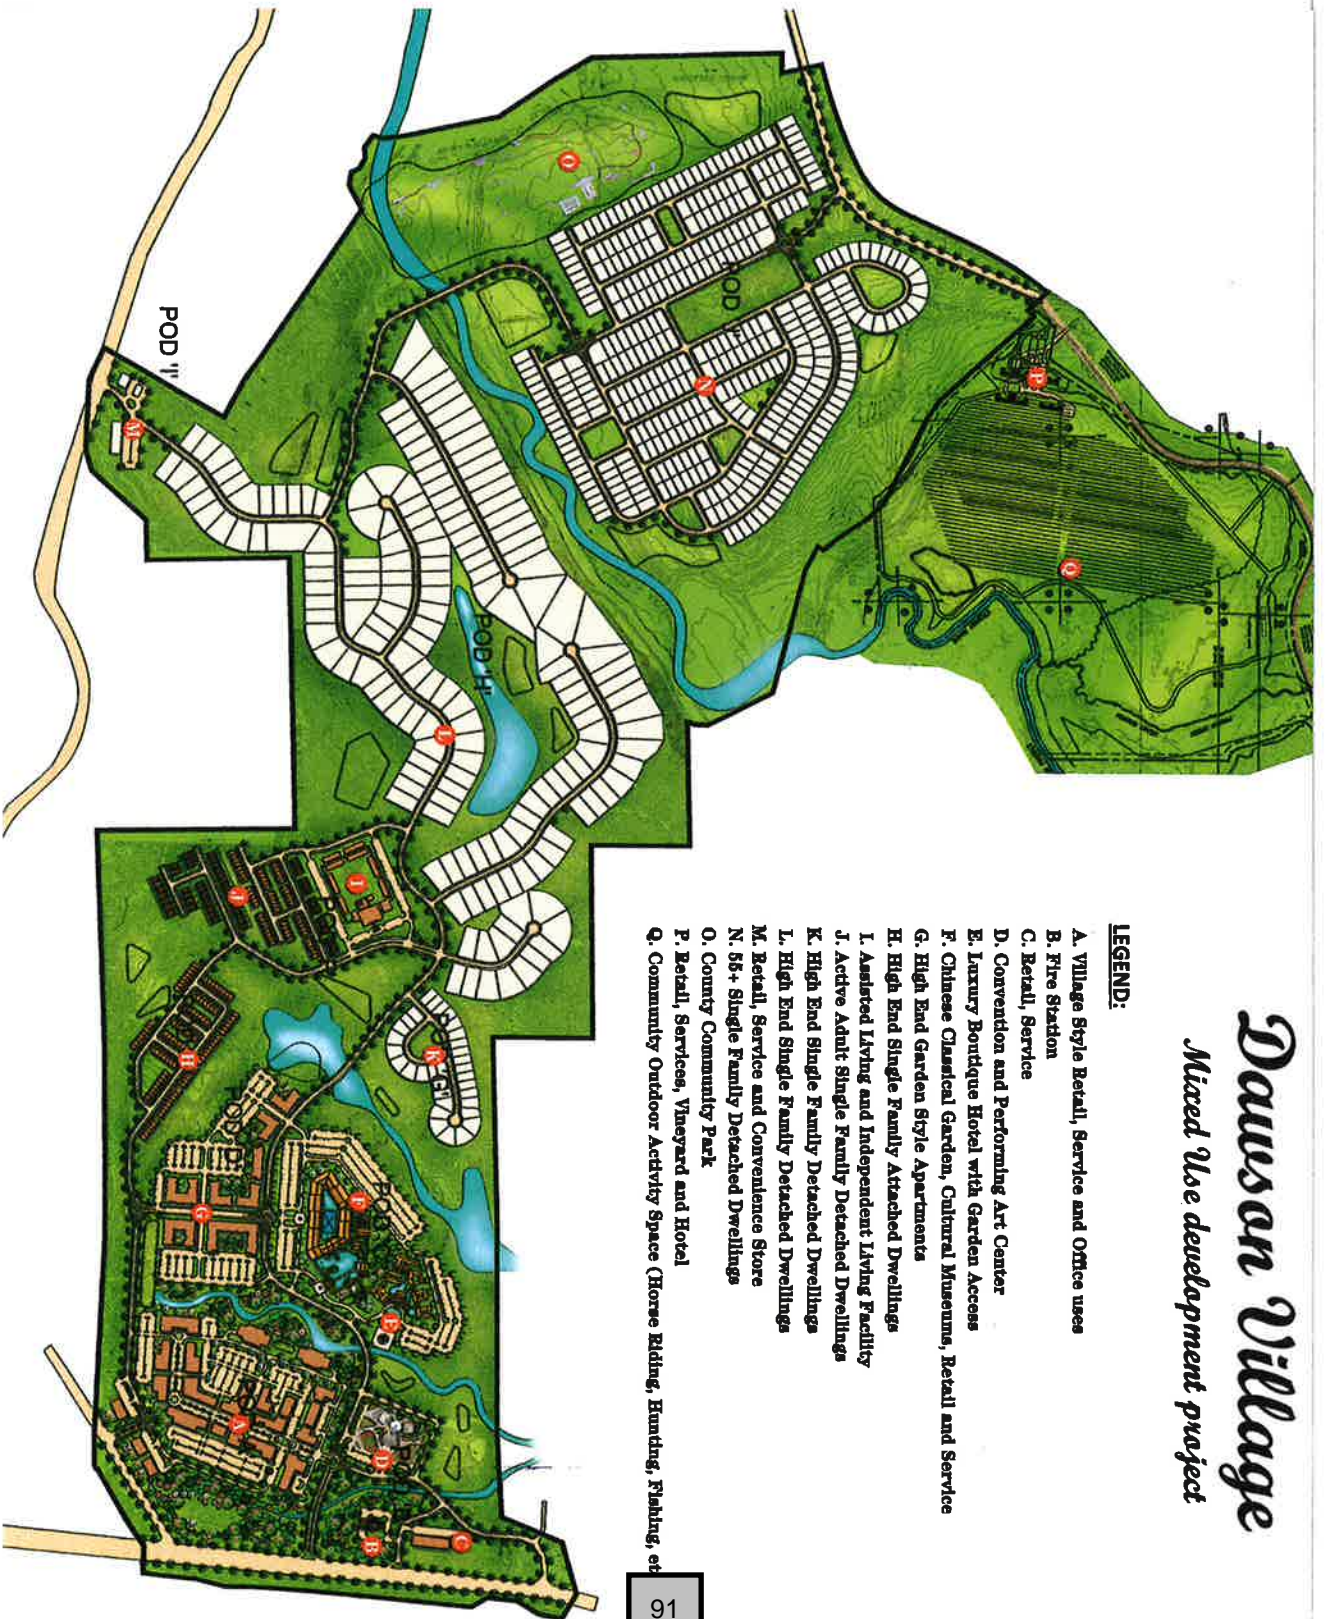 Dawson Village
Mixed Use development project
LEGEND:
A. Village Style Retail, Service and Office uses
B. Fire Station
C. Retail, Service
D. Convention and Performing Art Center
E. Luxury Boutique Hotel with Garden Access
F. Chinese Classical Garden, Cultural Museums, Retail and Service
G. High End Garden Style Apartments
H. High End Single Family Attached Dwellings
I. Assisted Living and Independent Living Facility
J. Active Adult Single Family Detached Dwellings
K. High End Single Family Detached Dwellings
L. High End Single Family Detached Dwellings
M. Retail, Service and Convenience Store
N. 55+ Single Family Detached Dwellings
O. County Community Park
P. Retail, Services, Vineyard and Hotel
Q. Community Outdoor Activity Space (Horse Riding, Hunting, Fishing, et
O
P
Q
N
POD
POD "I"
M
POD 'H'
L
I
J
K
G'
H
F
G
E
A
D
B
C
91